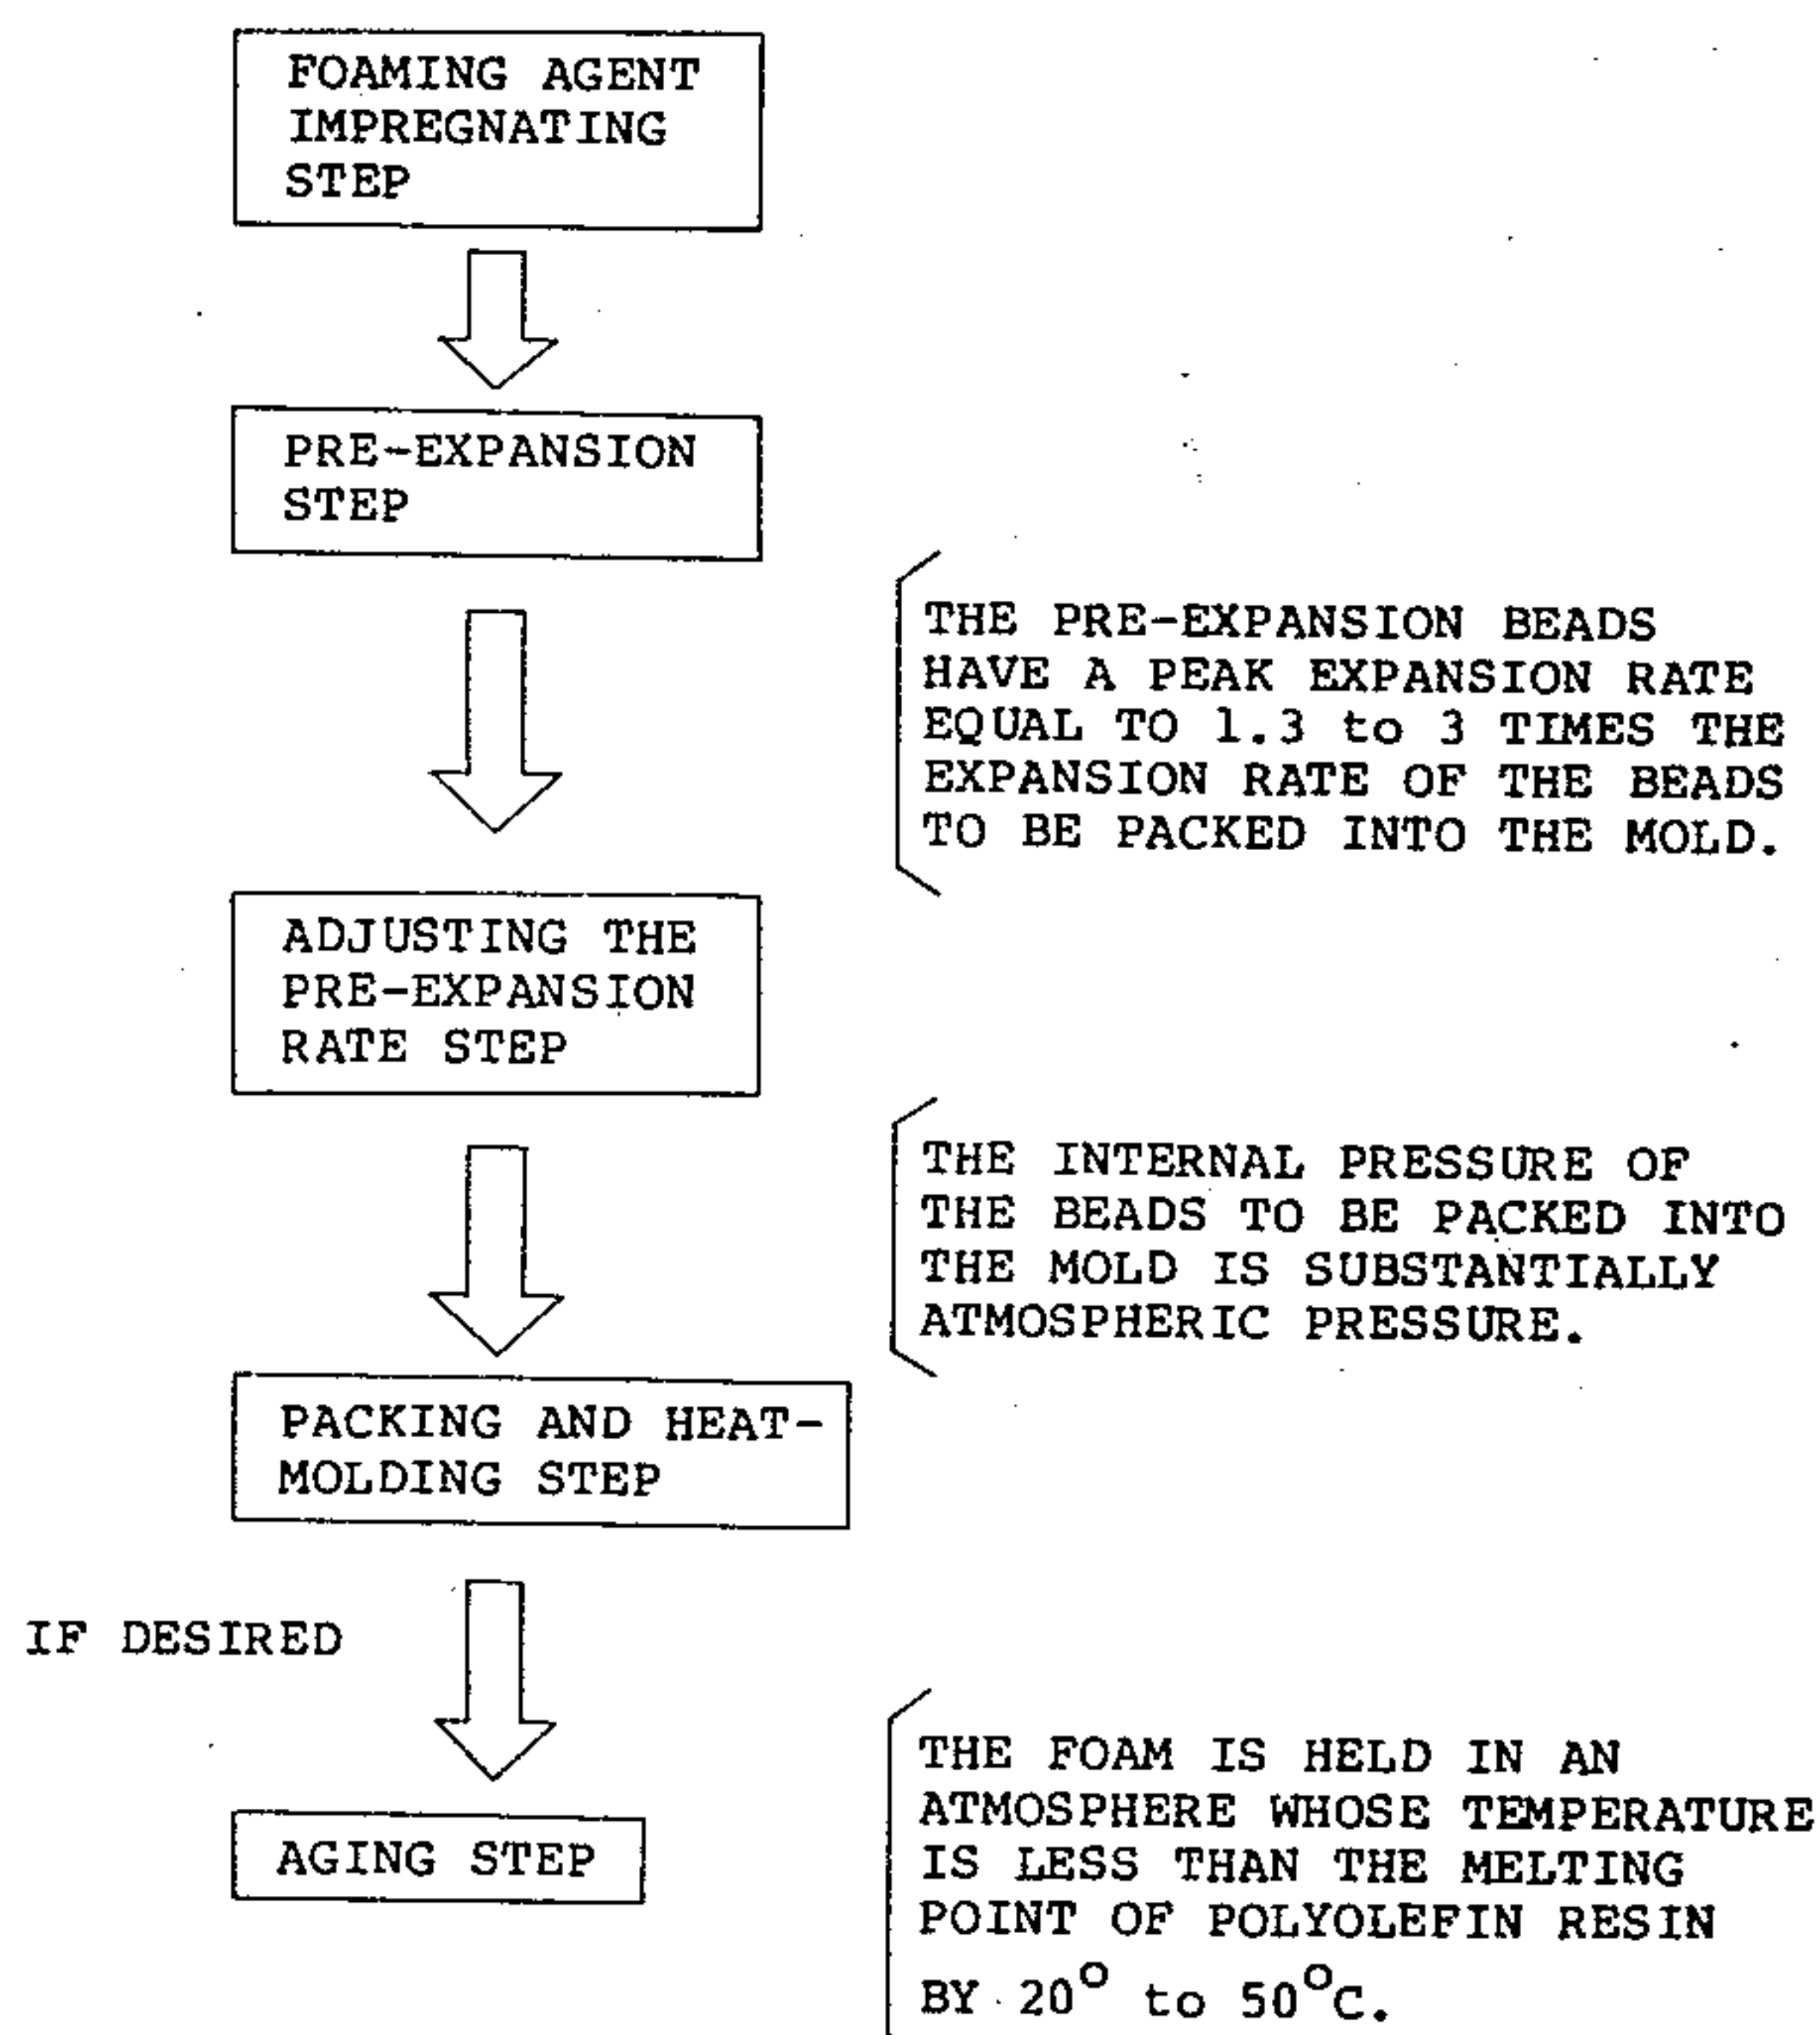 FOAMING AGENT
IMPREGNATING
STEP
PRE-EXPANSION
STEP
THE PRE-EXPANSION BEADS
HAVE A PEAK EXPANSION RATE
EQUAL TO 1.3 to 3 TIMES THE
EXPANSION RATE OF THE BEADS
TO BE PACKED INTO THE MOLD.
ADJUSTING THE
PRE-EXPANSION
RATE STEP
THE INTERNAL PRESSURE OF
THE BEADS TO BE PACKED INTO
THE MOLD IS SUBSTANTIALLY
ATMOSPHERIC PRESSURE.
PACKING AND HEAT-
MOLDING STEP
IF DESIRED
AGING STEP
THE FOAM IS HELD IN AN
ATMOSPHERE WHOSE TEMPERATURE
IS LESS THAN THE MELTING
POINT OF POLYOLEFIN RESIN
BY 20° to 50°C.